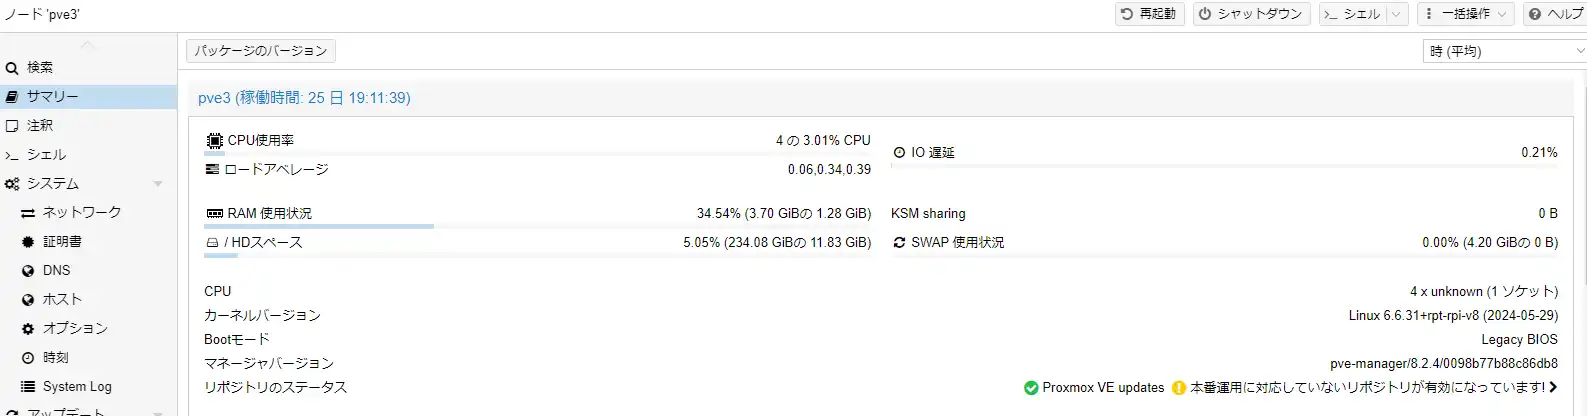 ノード 'pve3'
再起動
シャットダウン
シェル
一括操作
ヘルプ
パッケージのバージョン
時 (平均)
検索
サマリー
注釈
シェル
システム
ネットワーク
証明書
DNS
ホスト
オプション
時刻
System Log
アップデート
pve3 (稼働時間: 25 日 19:11:39)
CPU使用率 4 の 3.01% CPU
IO 遅延 0.21%
ロードアベレージ 0.06,0.34,0.39
RAM 使用状況 34.54% (3.70 GiBの 1.28 GiB)
KSM sharing 0 B
/ HDスペース 5.05% (234.08 GiBの 11.83 GiB)
SWAP 使用状況 0.00% (4.20 GiBの 0 B)
CPU 4 x unknown (1 ソケット)
カーネルバージョン Linux 6.6.31+rpt-rpi-v8 (2024-05-29)
Bootモード Legacy BIOS
マネージャバージョン pve-manager/8.2.4/0098b77b88c86db8
リポジトリのステータス Proxmox VE updates 本番運用に対応していないリポジトリが有効になっています!